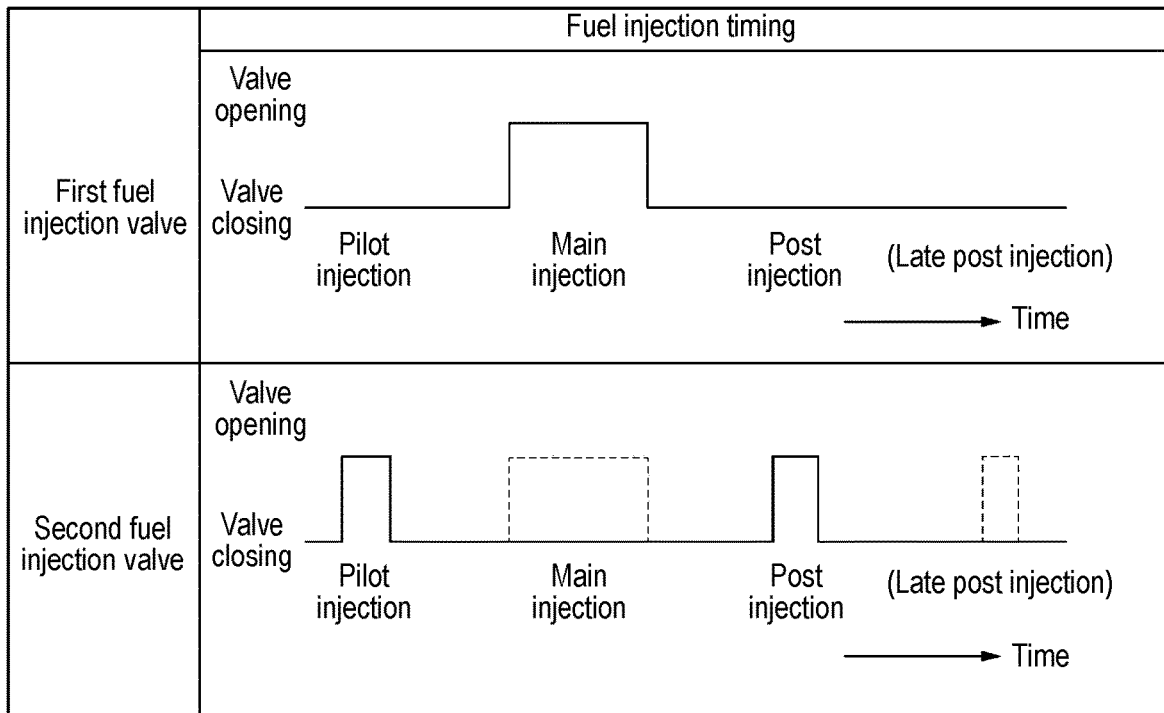 Fuel injection timing
First fuel
injection valve
Valve
opening
Valve
closing
Pilot
injection
Main
injection
Post
injection
(Late post injection)
Time
Second fuel
injection valve
Valve
opening
Valve
closing
Pilot
injection
Main
injection
Post
injection
(Late post injection)
Time